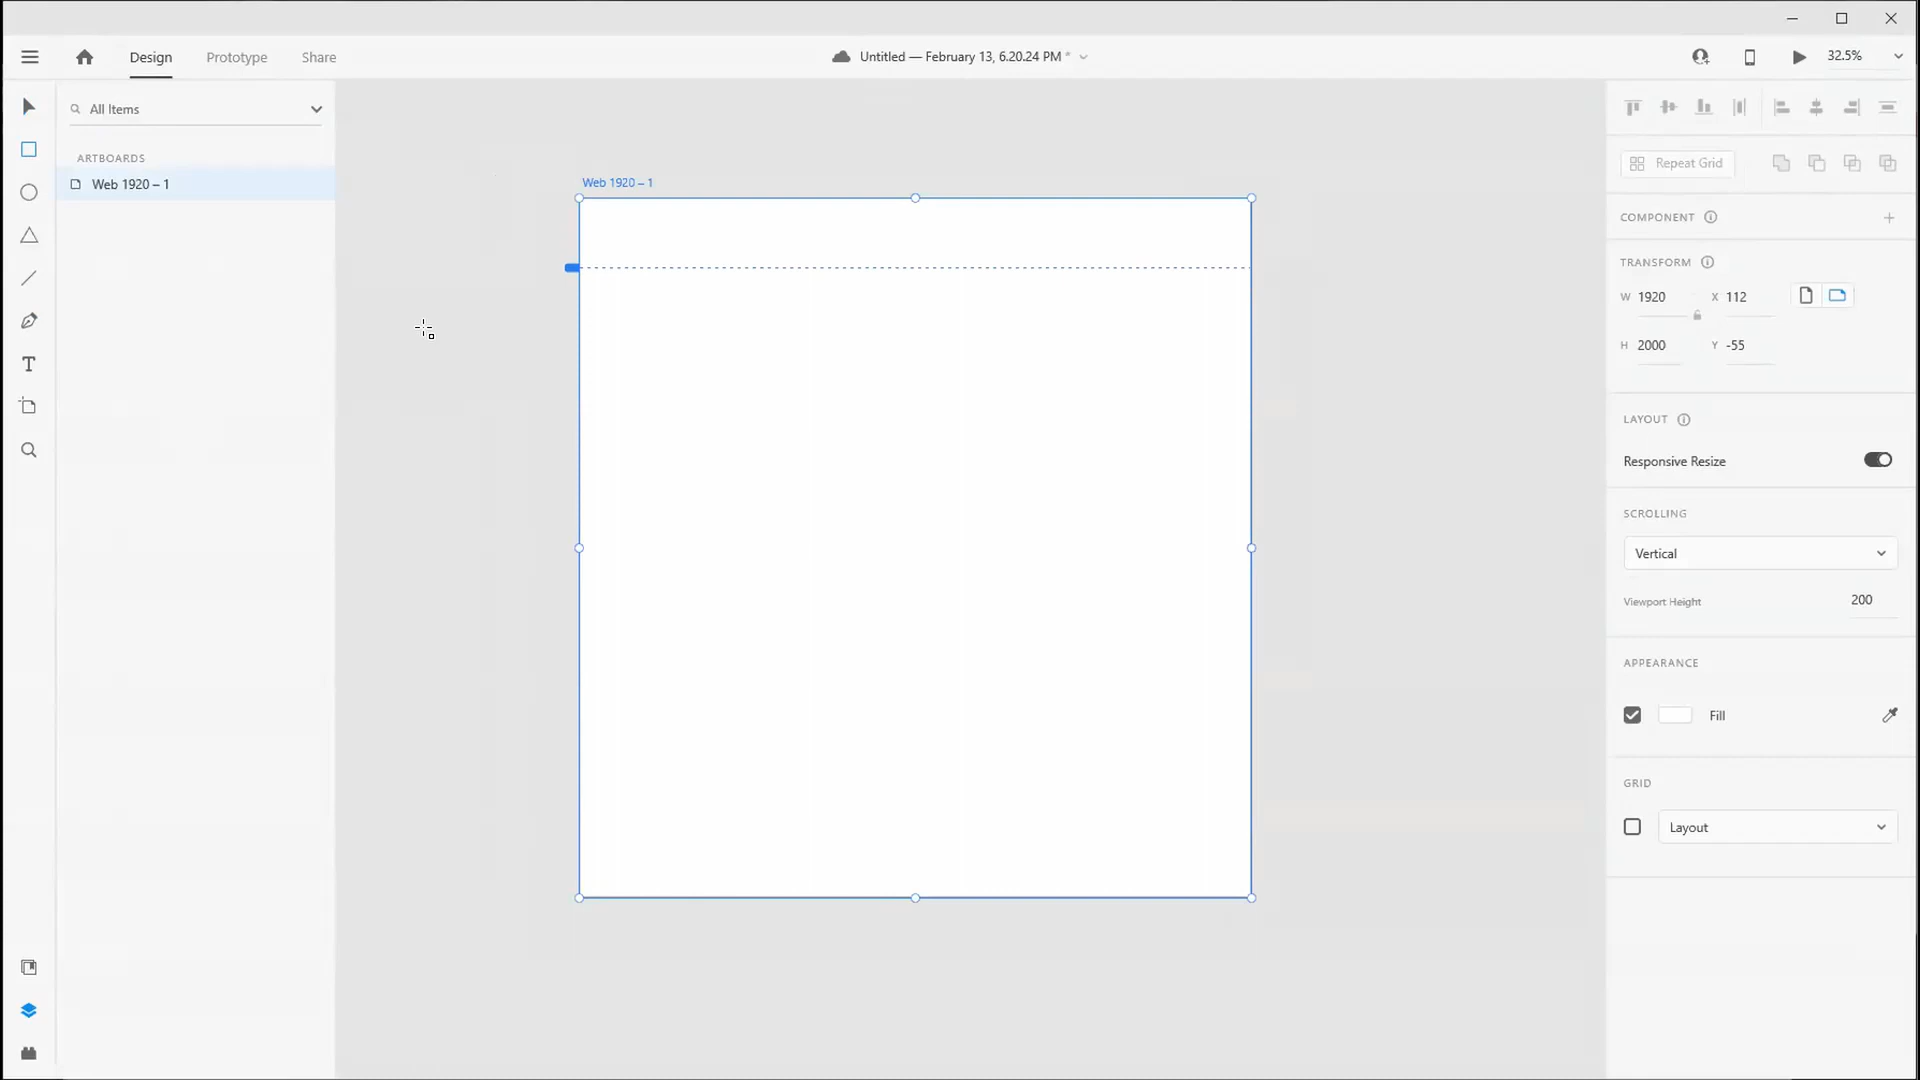 Design Prototype Share
Untitled — February 13, 6.20.24 PM *
32.5%
All Items
ARTBOARDS
Web 1920 – 1
Web 1920 – 1
Repeat Grid
COMPONENT
TRANSFORM
W 1920 X 112
H 2000 Y -55
LAYOUT
Responsive Resize
SCROLLING
Vertical
Viewport Height 200
APPEARANCE
Fill
GRID
Layout